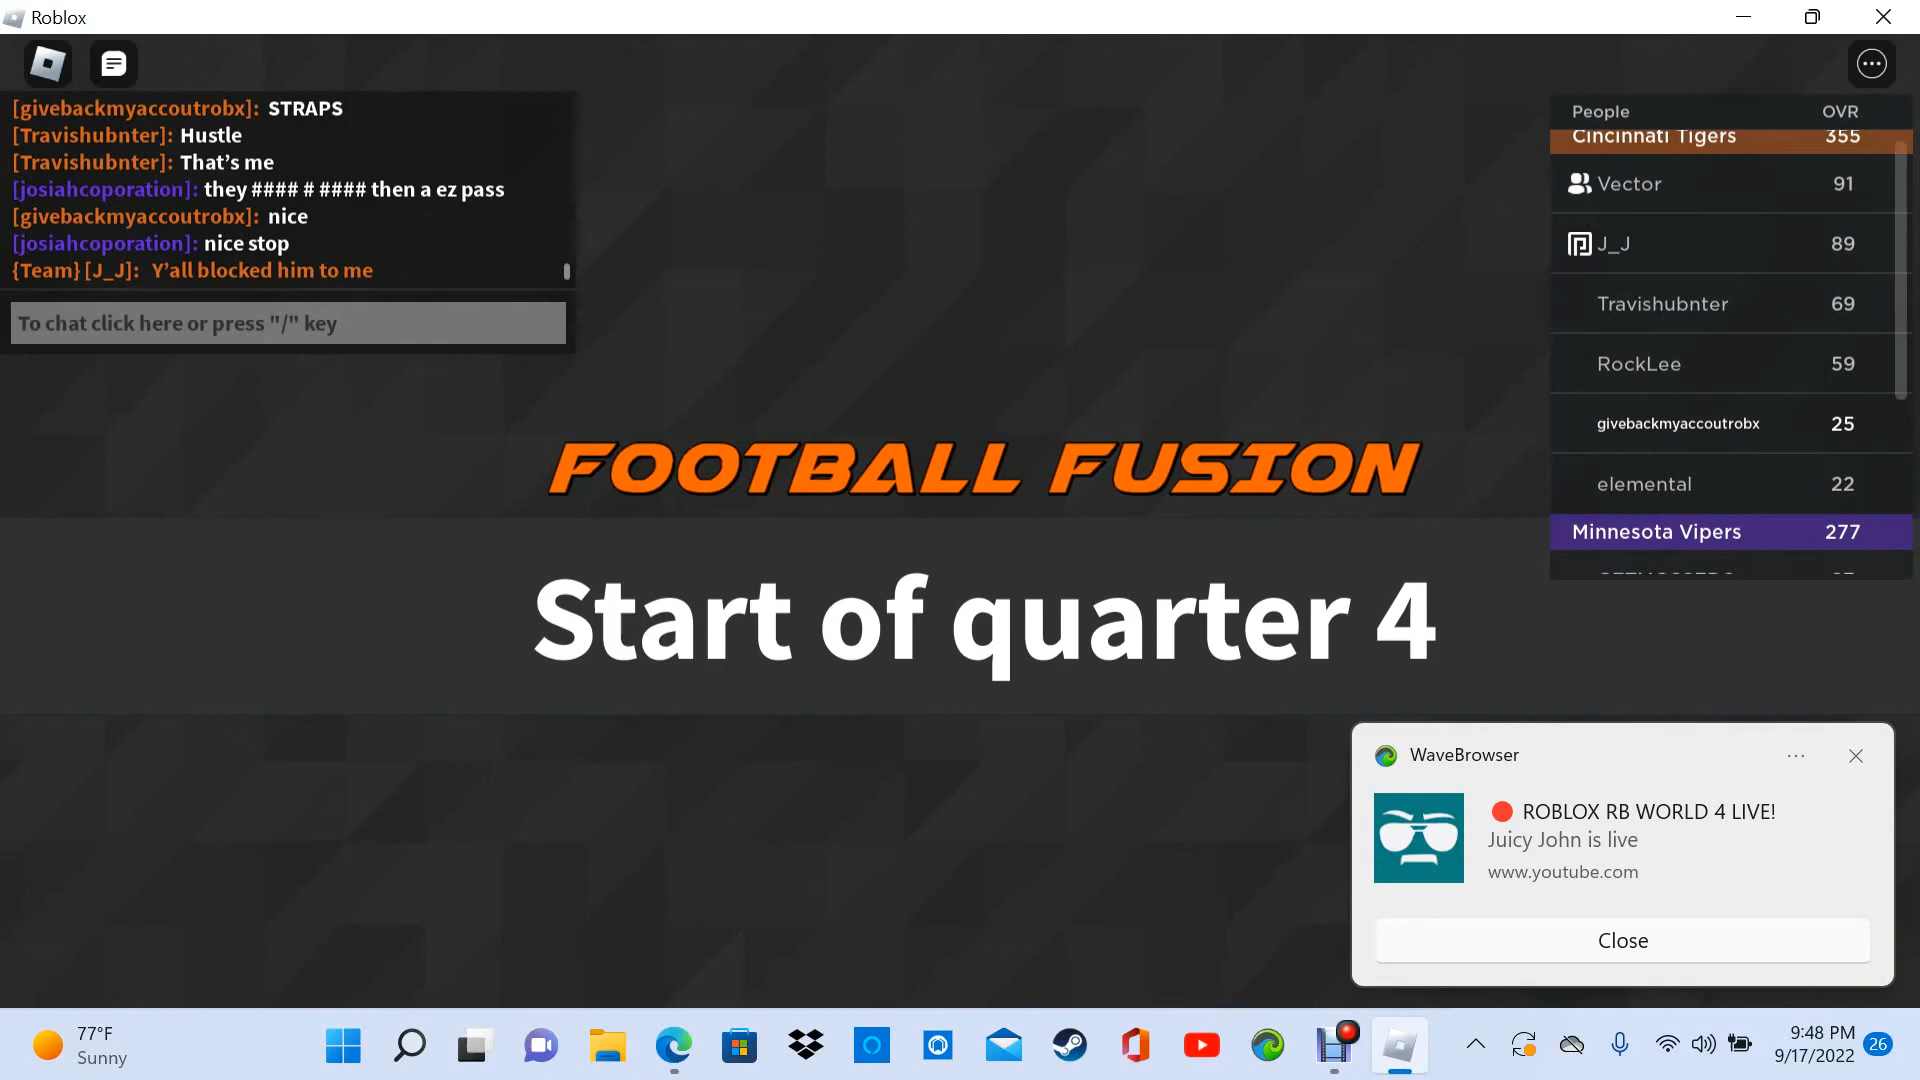 Roblox
[givebackmyaccoutrobx]: STRAPS
[Travishubnter]: Hustle
[Travishubnter]: That’s me
[josiahcoporation]: they #### # #### then a ez pass
[givebackmyaccoutrobx]: nice
[josiahcoporation]: nice stop
{Team} [J_J]: Y’all blocked him to me
To chat click here or press "/" key
People OVR
Cincinnati Tigers 355
Vector 91
J_J 89
Travishubnter 69
RockLee 59
givebackmyaccoutrobx 25
elemental 22
Minnesota Vipers 277
FOOTBALL FUSION
Start of quarter 4
WaveBrowser
ROBLOX RB WORLD 4 LIVE!
Juicy John is live
www.youtube.com
Close
77°F
Sunny
9:48 PM
9/17/2022
26